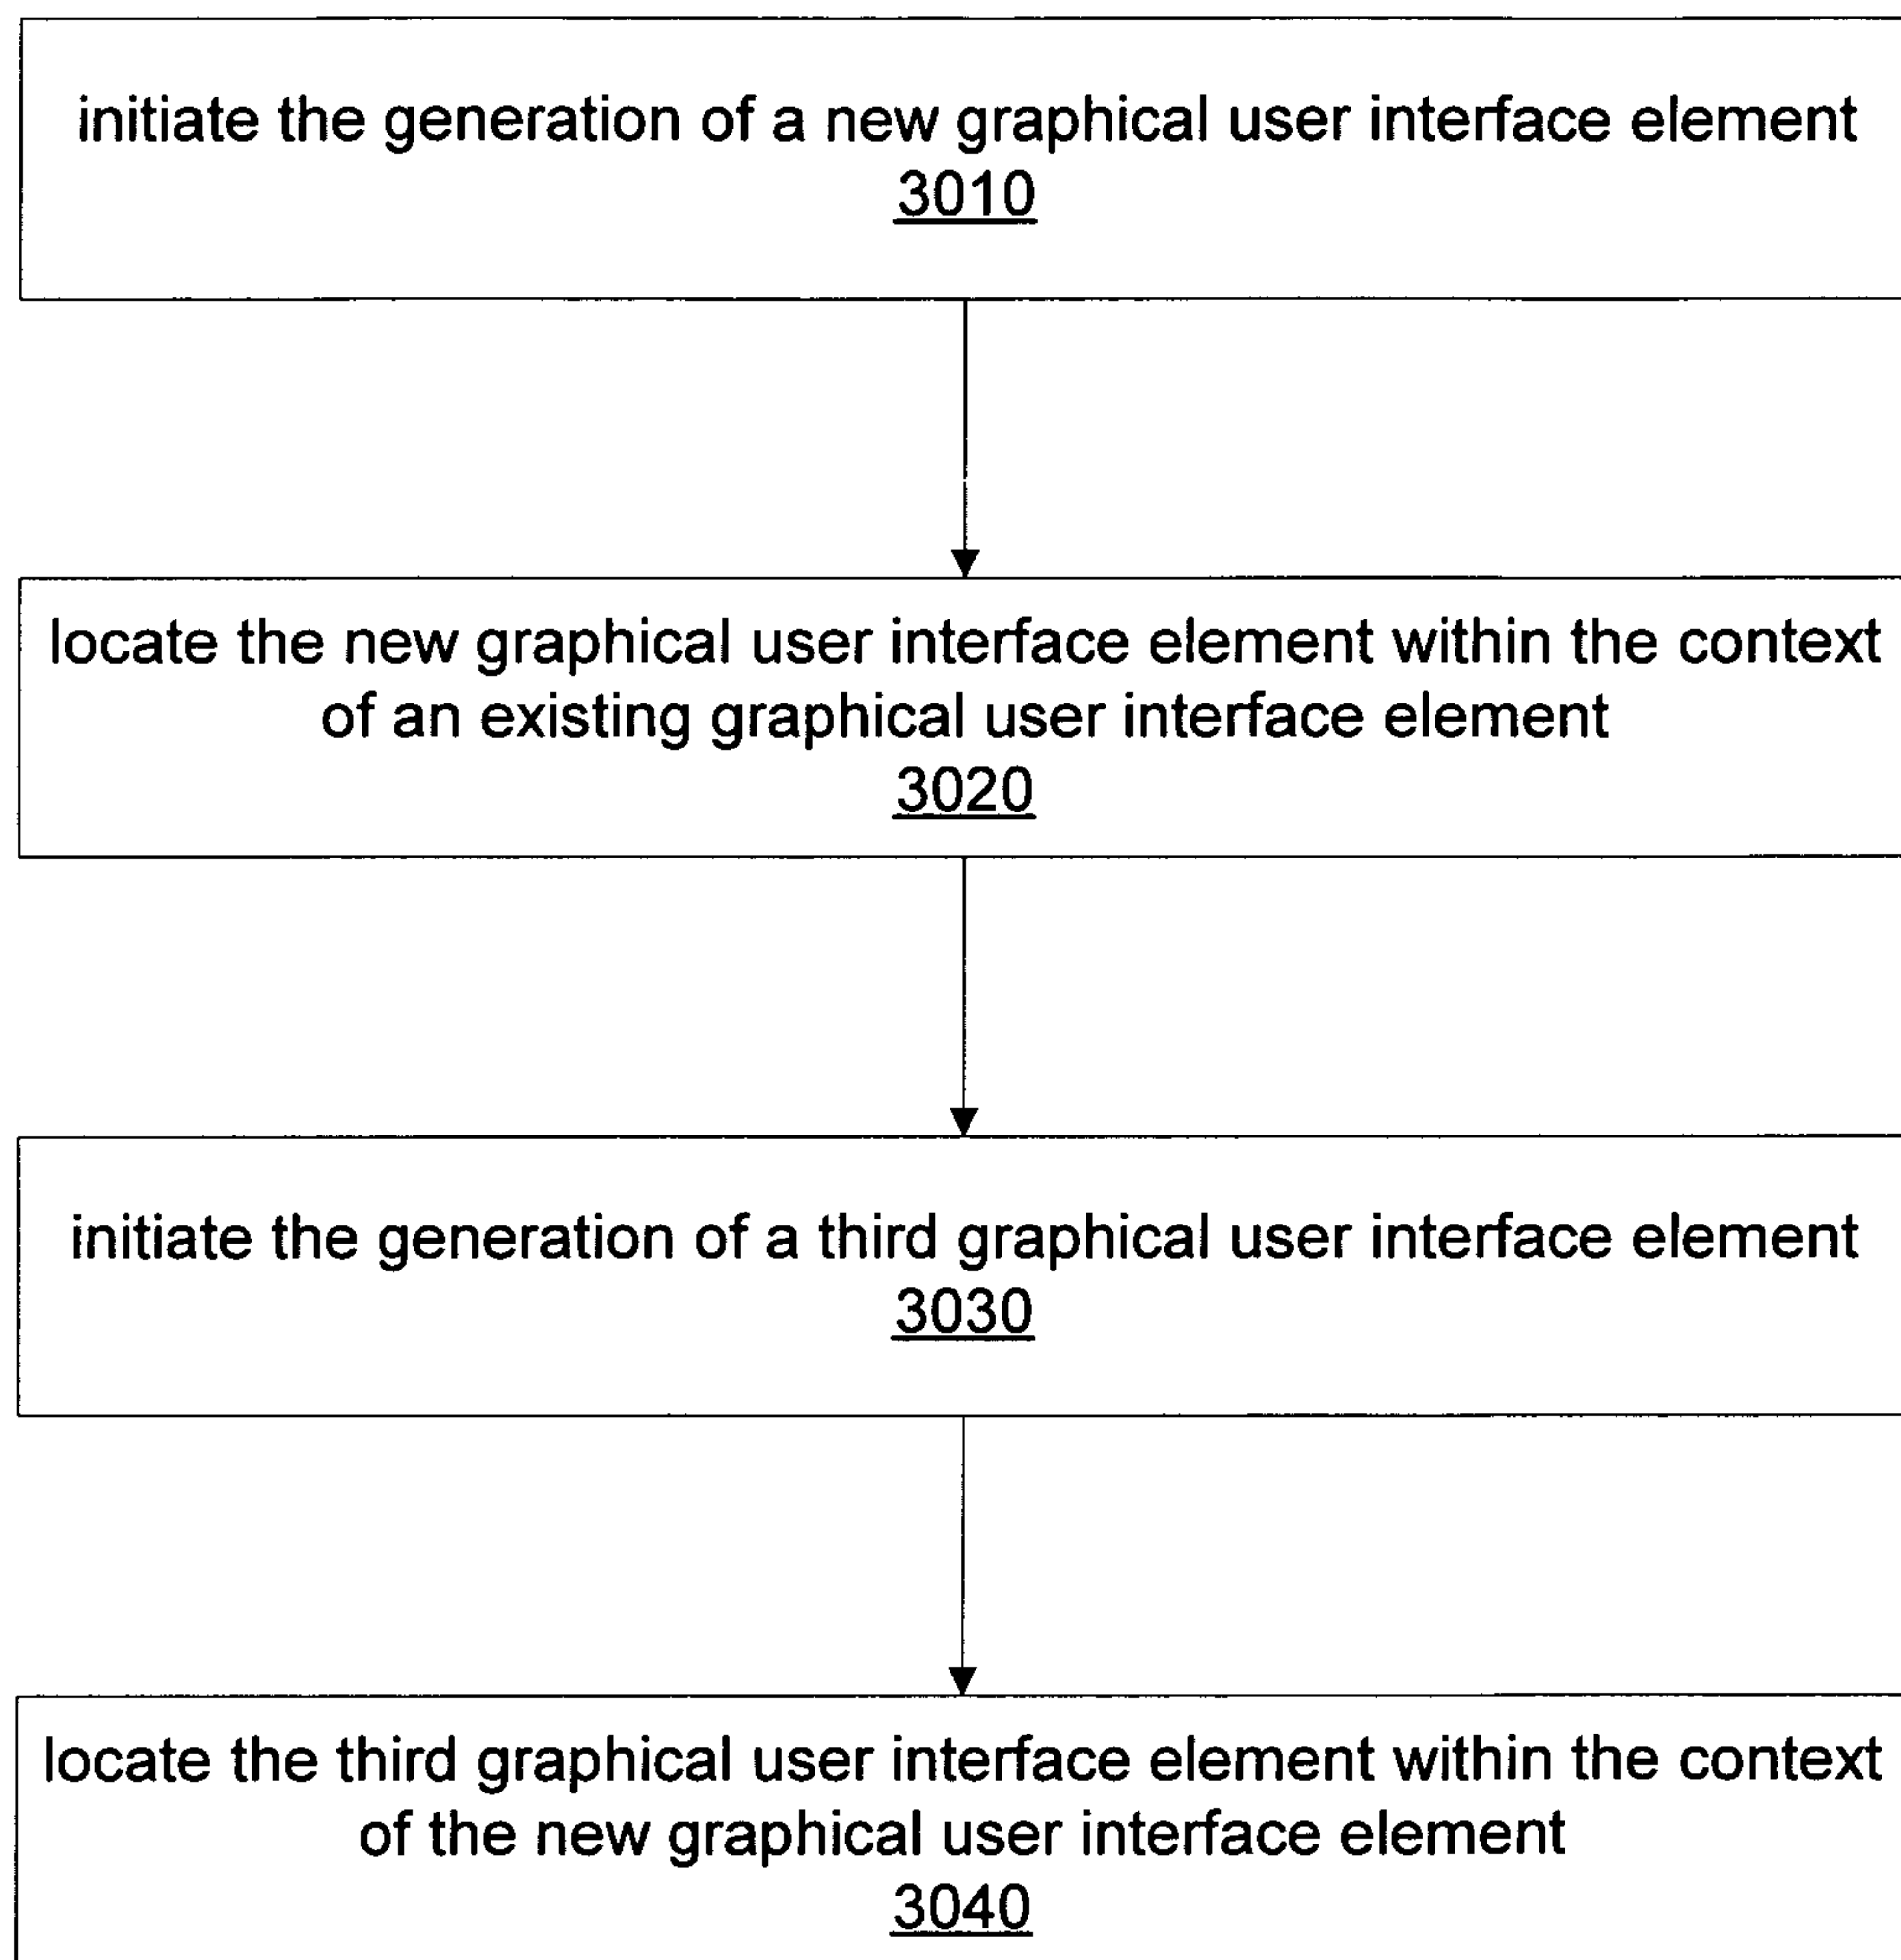 initiate the generation of a new graphical user interface element
3010
locate the new graphical user interface element within the context
of an existing graphical user interface element
3020
initiate the generation of a third graphical user interface element
3030
locate the third graphical user interface element within the context
of the new graphical user interface element
3040